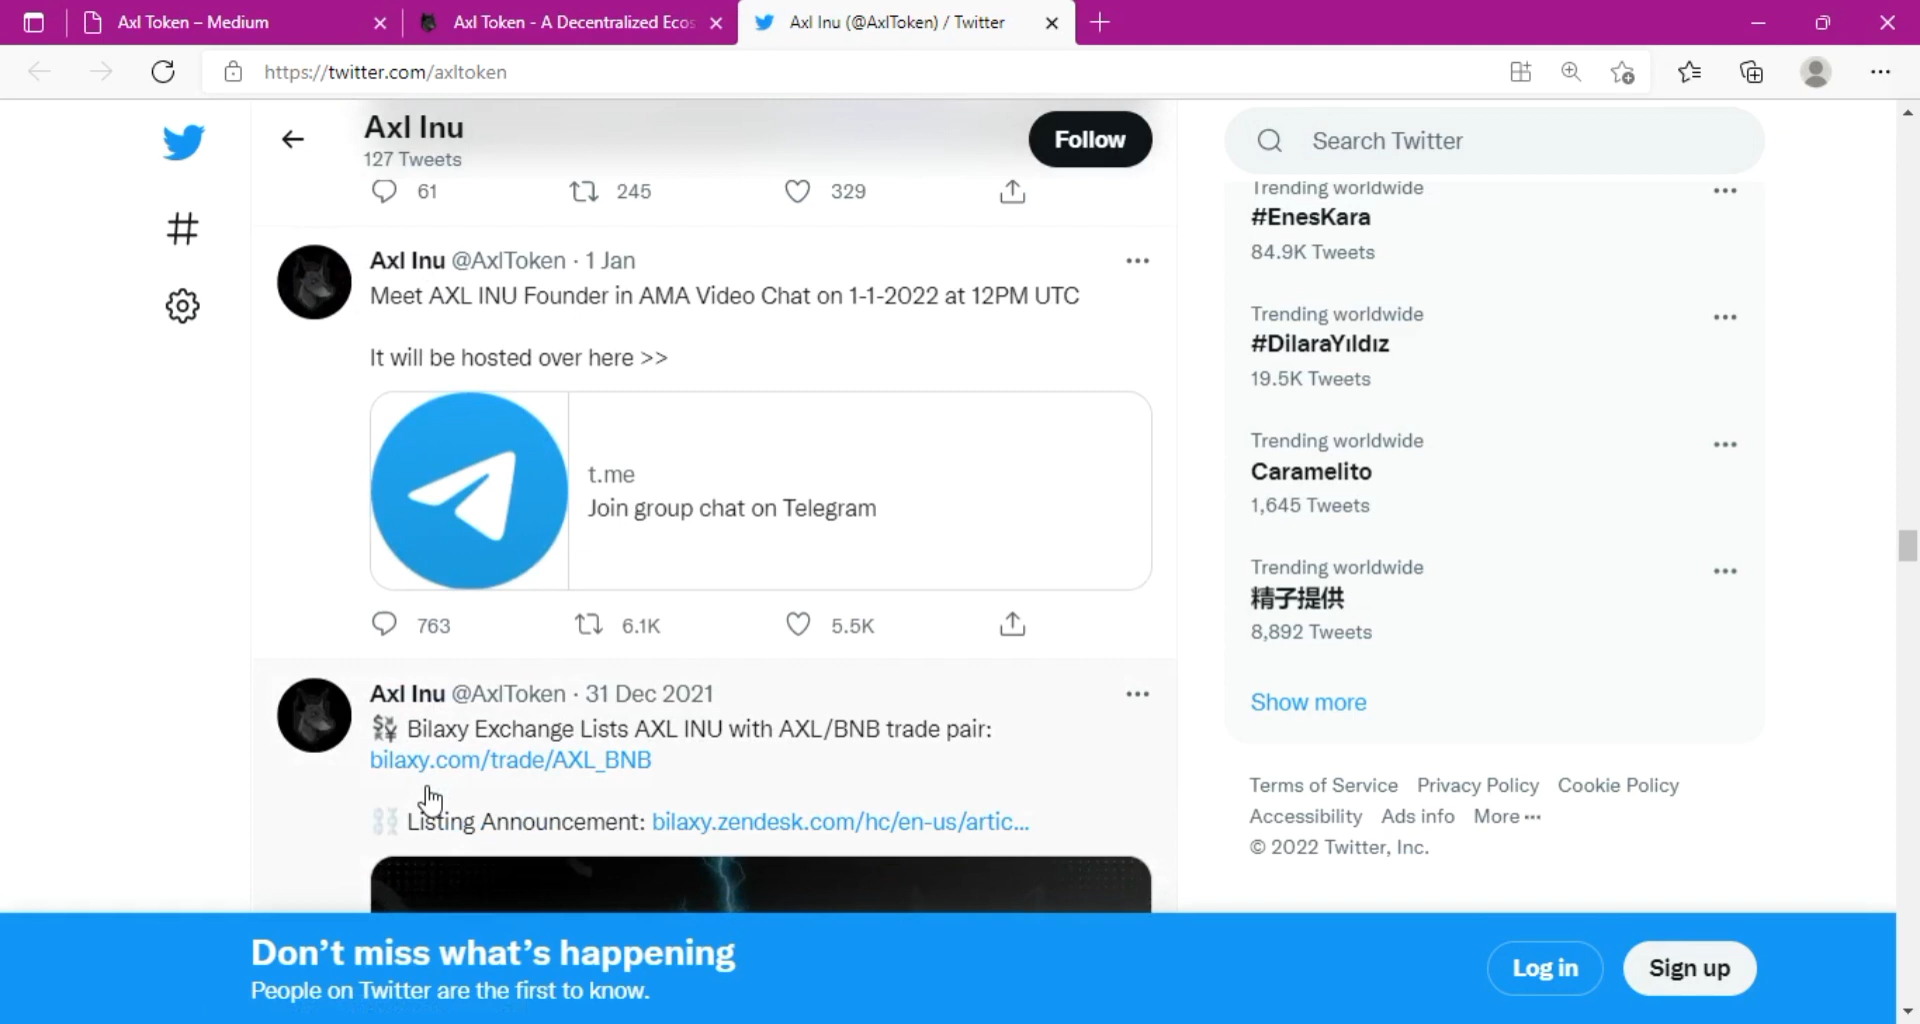 Axl Token – Medium
Axl Token - A Decentralized Ecos
Axl Inu (@AxlToken) / Twitter
https://twitter.com/axltoken
Axl Inu
127 Tweets
Follow
Search Twitter
61 245 329
Axl Inu @AxlToken · 1 Jan
Meet AXL INU Founder in AMA Video Chat on 1-1-2022 at 12PM UTC
It will be hosted over here >>
t.me
Join group chat on Telegram
763 6.1K 5.5K
Axl Inu @AxlToken · 31 Dec 2021
Bilaxy Exchange Lists AXL INU with AXL/BNB trade pair:
bilaxy.com/trade/AXL_BNB
Listing Announcement: bilaxy.zendesk.com/hc/en-us/artic...
Trending worldwide
#EnesKara
84.9K Tweets
Trending worldwide
#DilaraYıldız
19.5K Tweets
Trending worldwide
Caramelito
1,645 Tweets
Trending worldwide
精子提供
8,892 Tweets
Show more
Terms of Service Privacy Policy Cookie Policy
Accessibility Ads info More ···
© 2022 Twitter, Inc.
Don’t miss what’s happening
People on Twitter are the first to know.
Log in
Sign up